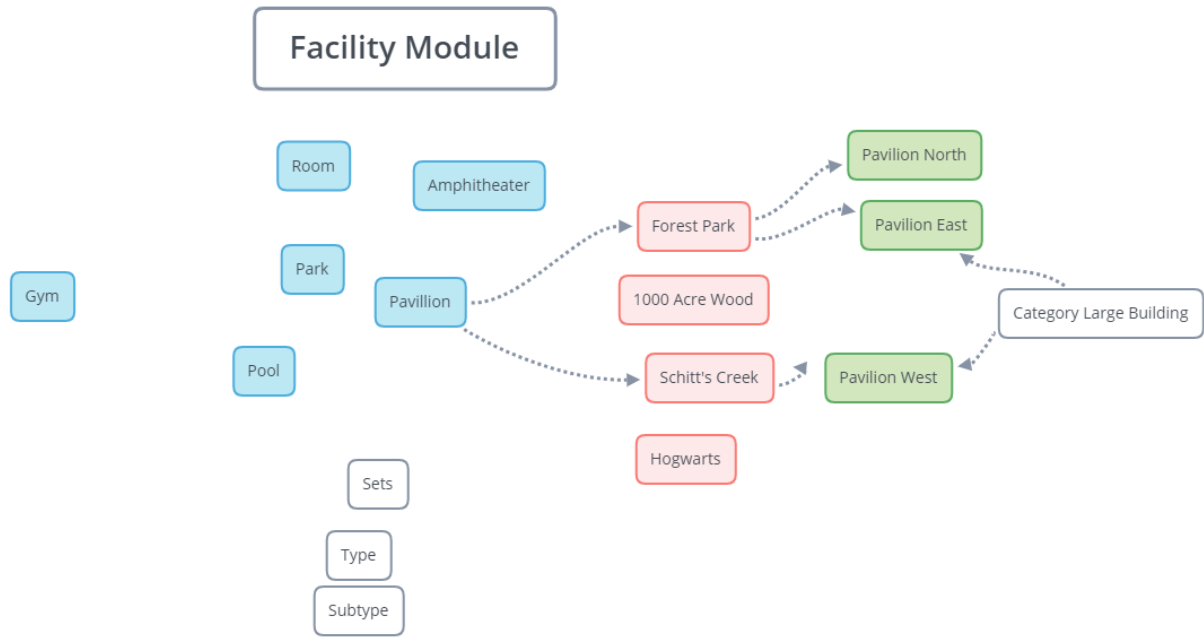 Facility Module
Room
Amphitheater
Pavilion North
Forest Park
Pavilion East
Park
Gym
Pavillion
1000 Acre Wood
Category Large Building
Pool
Schitt's Creek
Pavilion West
Hogwarts
Sets
Type
Subtype